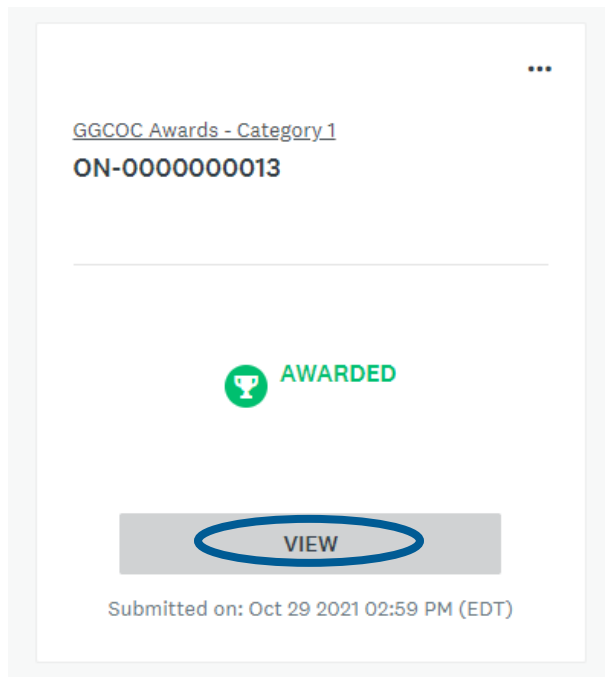 ...
GGCOC Awards - Category 1
ON-0000000013
AWARDED
VIEW
Submitted on: Oct 29 2021 02:59 PM (EDT)